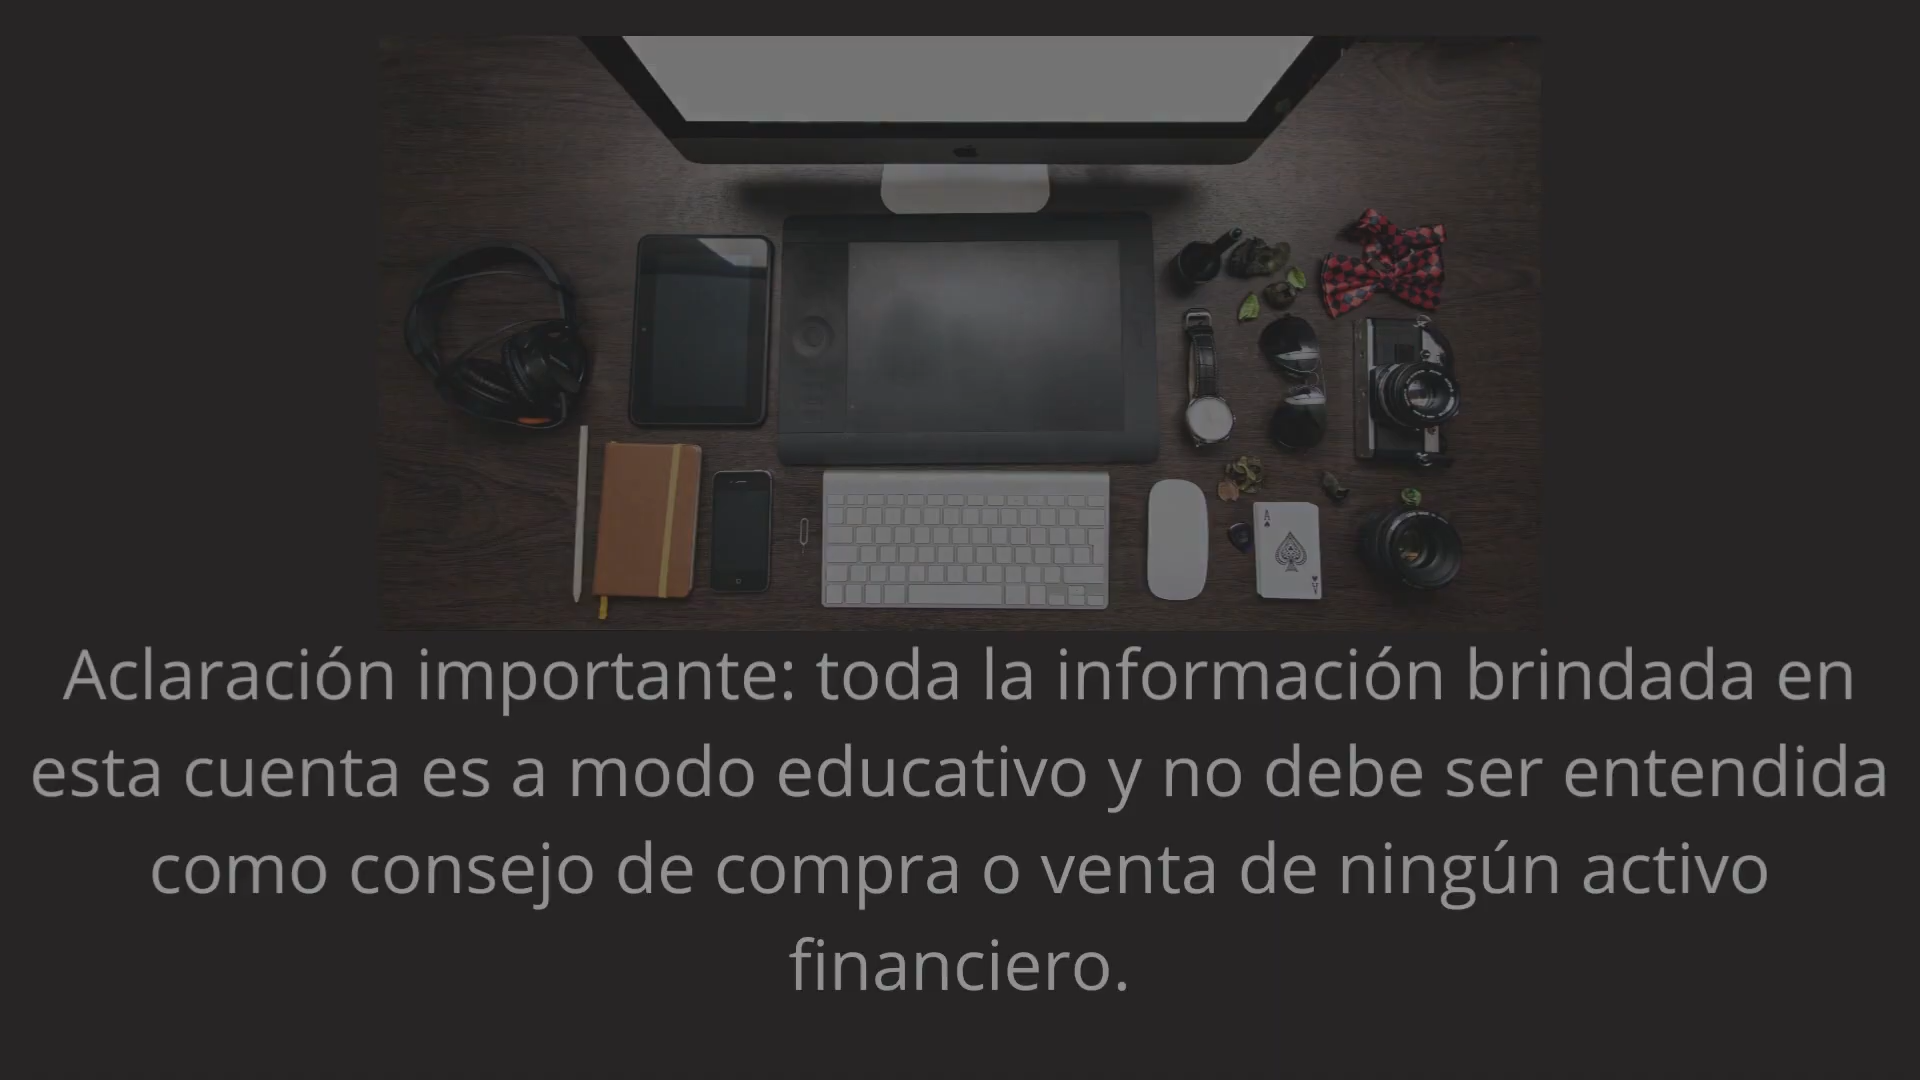 Aclaración importante: toda la información brindada en
esta cuenta es a modo educativo y no debe ser entendida
como consejo de compra o venta de ningún activo
financiero.